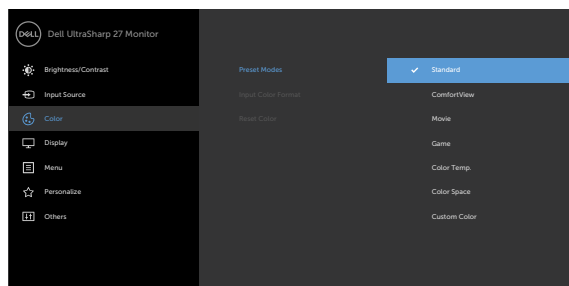 DELL Dell UltraSharp 27 Monitor
Brightness/Contrast
Input Source
Color
Display
Menu
Personalize
Others
Preset Modes
Input Color Format
Reset Color
Standard
ComfortView
Movie
Game
Color Temp.
Color Space
Custom Color